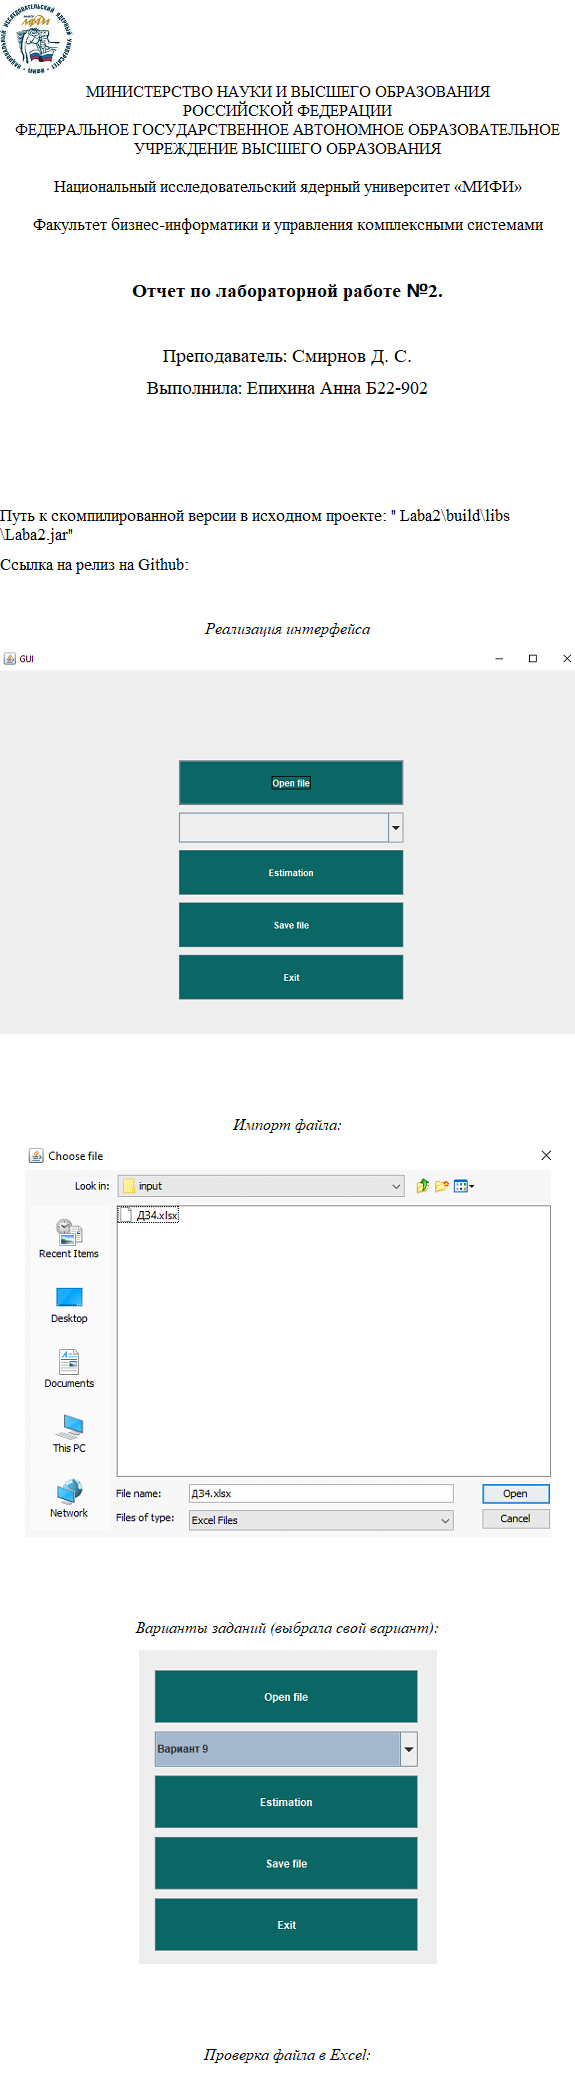 НАЦИОНАЛЬНЫЙ ИССЛЕДОВАТЕЛЬСКИЙ ЯДЕРНЫЙ УНИВЕРСИТЕТ • МИФИ •
МИФИ
МИНИСТЕРСТВО НАУКИ И ВЫСШЕГО ОБРАЗОВАНИЯ
РОССИЙСКОЙ ФЕДЕРАЦИИ
ФЕДЕРАЛЬНОЕ ГОСУДАРСТВЕННОЕ АВТОНОМНОЕ ОБРАЗОВАТЕЛЬНОЕ
УЧРЕЖДЕНИЕ ВЫСШЕГО ОБРАЗОВАНИЯ
Национальный исследовательский ядерный университет «МИФИ»
Факультет бизнес-информатики и управления комплексными системами
Отчет по лабораторной работе №2.
Преподаватель: Смирнов Д. С.
Выполнила: Епихина Анна Б22-902
Путь к скомпилированной версии в исходном проекте: " Laba2\build\libs
\Laba2.jar"
Ссылка на релиз на Github:
Реализация интерфейса
GUI
Open file
Estimation
Save file
Exit
Импорт файла:
Choose file
Look in: input
ДЗ4.xlsx
Recent Items
Desktop
Documents
This PC
Network
File name: ДЗ4.xlsx Open
Files of type: Excel Files Cancel
Варианты заданий (выбрала свой вариант):
Open file
Вариант 9
Estimation
Save file
Exit
Проверка файла в Excel: